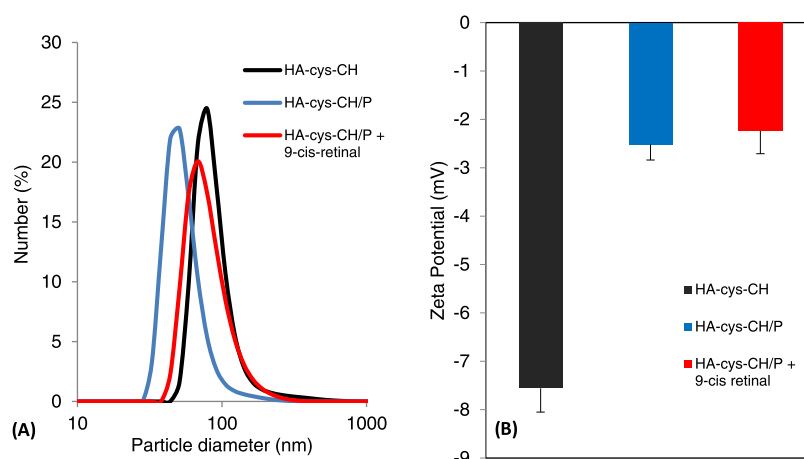 30
25
20
15
10
5
0
Number (%)
HA-cys-CH
HA-cys-CH/P
HA-cys-CH/P +
9-cis-retinal
10
100
1000
Particle diameter (nm)
(A)
0
-1
-2
-3
-4
-5
-6
-7
-8
-9
Zeta Potential (mV)
HA-cys-CH
HA-cys-CH/P
HA-cys-CH/P +
9-cis retinal
(B)